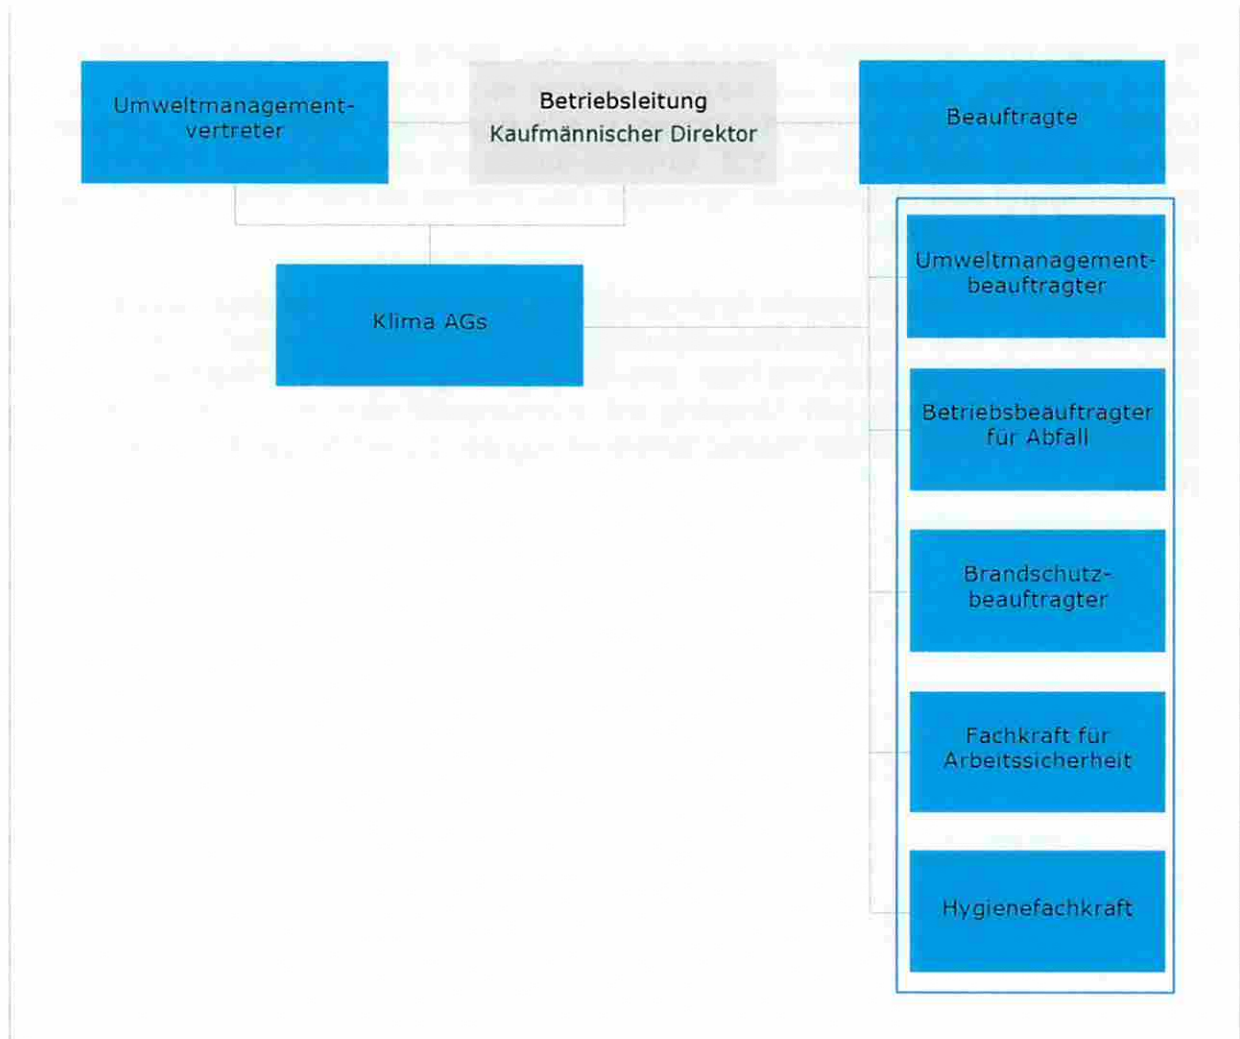 Umweltmanagement-
vertreter
Betriebsleitung
Kaufmännischer Direktor
Beauftragte
Umweltmanagement-
beauftragter
Klima AGs
Betriebsbeauftragter
für Abfall
Brandschutz-
beauftragter
Fachkraft für
Arbeitssicherheit
Hygienefachkraft